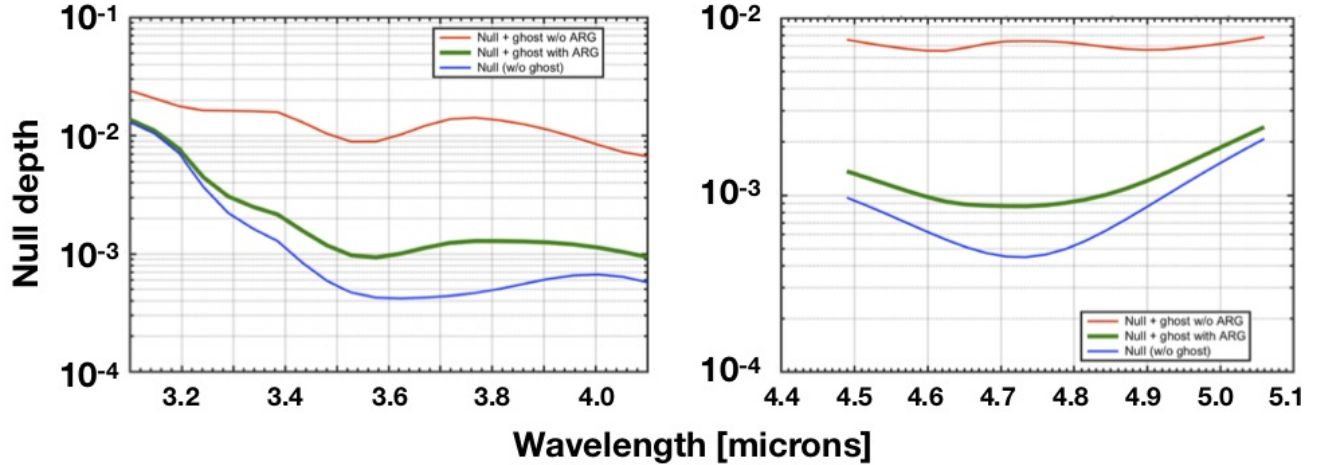 Null depth
10-1
10-2
10-3
10-4
Null + ghost w/o ARG
Null + ghost with ARG
Null (w/o ghost)
3.2 3.4 3.6 3.8 4.0
10-2
10-3
10-4
Null + ghost w/o ARG
Null + ghost with ARG
Null (w/o ghost)
4.4 4.5 4.6 4.7 4.8 4.9 5.0 5.1
Wavelength [microns]